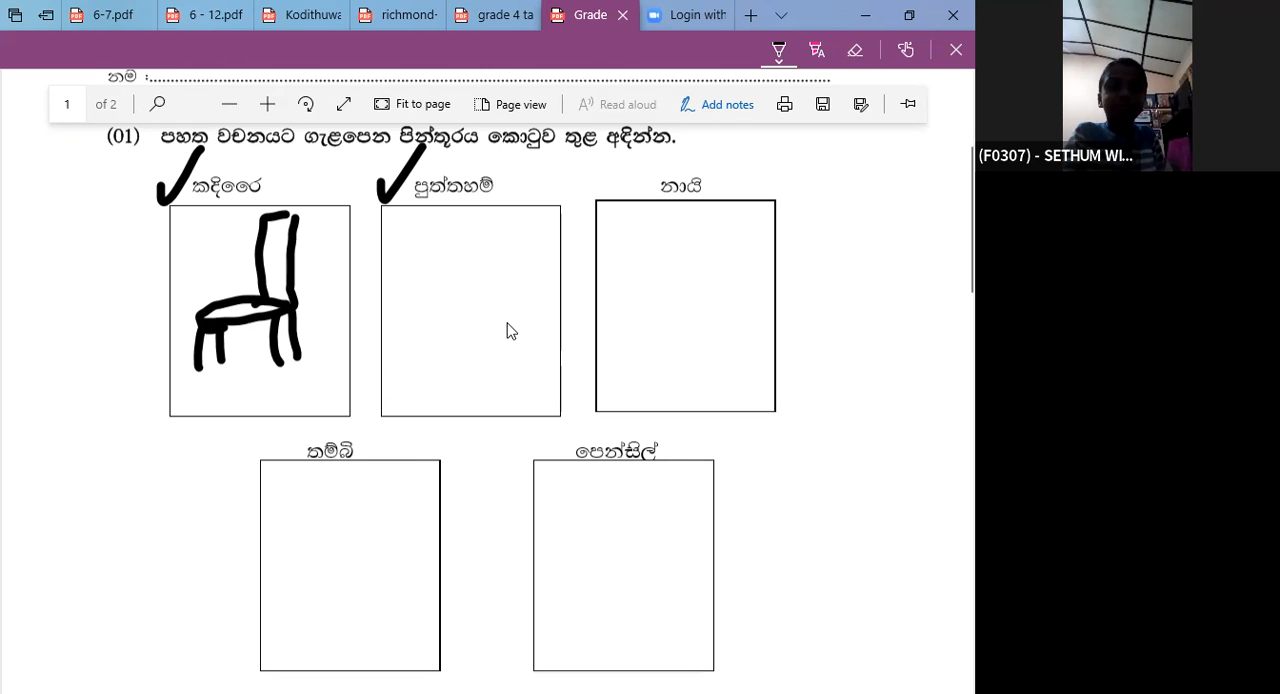 6-7.pdf 6 - 12.pdf Kodithuwa richmond- grade 4 ta Grade Login with
නම :
1 of 2 Fit to page Page view Read aloud Add notes
(01) පහත වචනයට ගැළපෙන පින්තූරය කොටුව තුළ අඳින්න.
කදිරෛ පුත්තහම් නායි
තම්බි පෙන්සිල්
(F0307) - SETHUM WI...